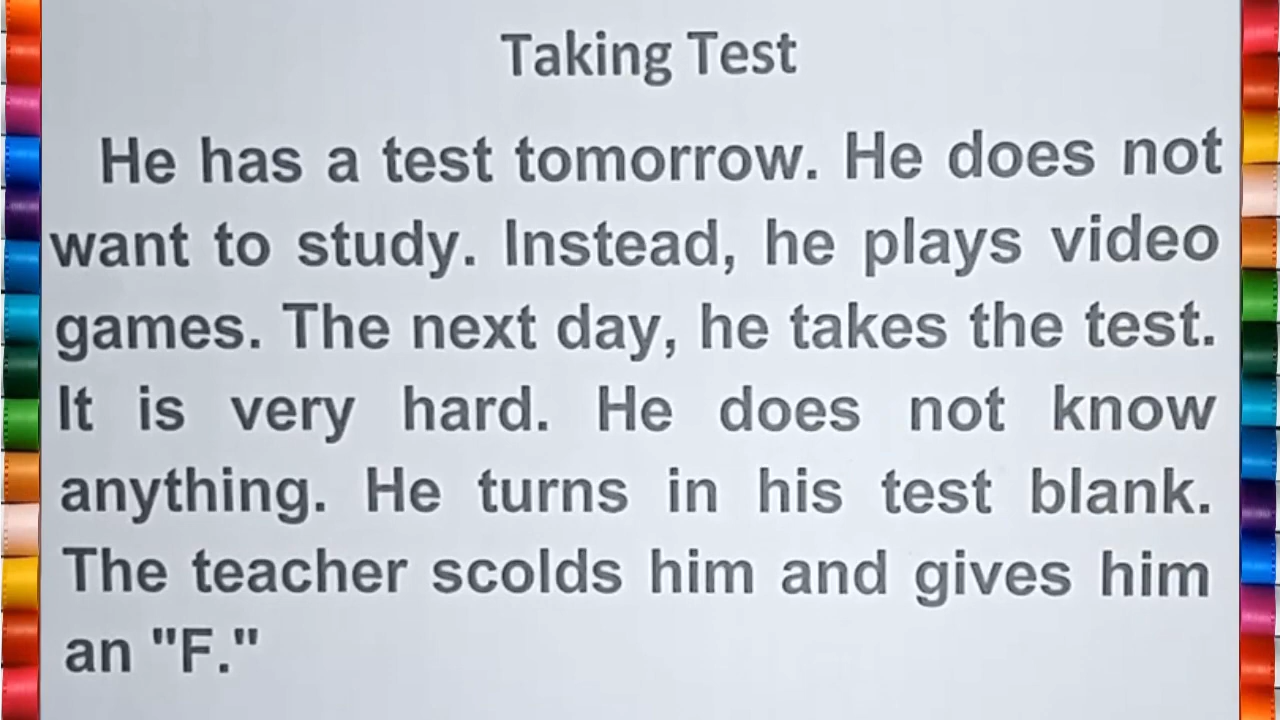 Taking Test
He has a test tomorrow. He does not
want to study. Instead, he plays video
games. The next day, he takes the test.
It is very hard. He does not know
anything. He turns in his test blank.
The teacher scolds him and gives him
an "F."